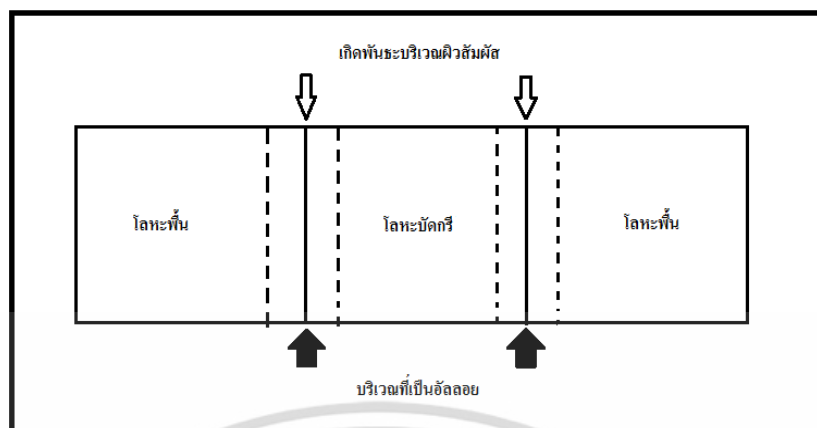 เกิดพันธะบริเวณผิวสัมผัส
โลหะพื้น
โลหะบัดกรี
โลหะพื้น
บริเวณที่เป็นอัลลอย